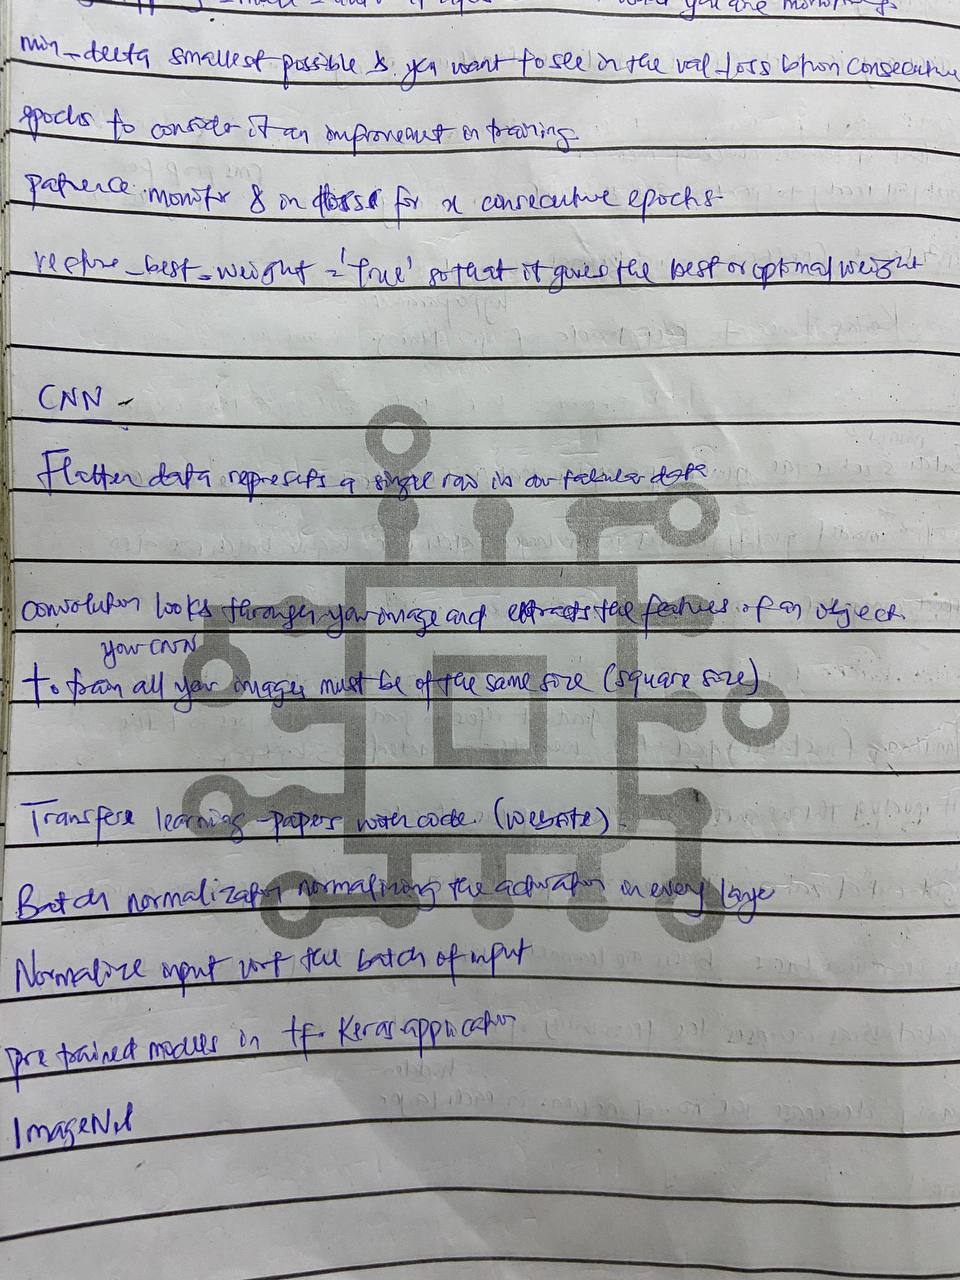 you are monitoring
min_delta smallest possible & you want to see in the val_loss btwn consecutive
epochs to consider it an improvement in training
patience monitor & in loss for x consecutive epochs
restore_best_weight = 'True' so that it gives the best or optimal weight
CNN -
Flatten data represents a single row in our tabular data
Convolution looks through your image and extracts the features of an object.
your CNN
to train all your images must be of the same size (square size)
Transfere learning - papers with code. (website).
Batch normalization normalizing the activation in every layer
Normalize input wrt the batch of input
pre trained models in tf. Keras.application
ImageNet